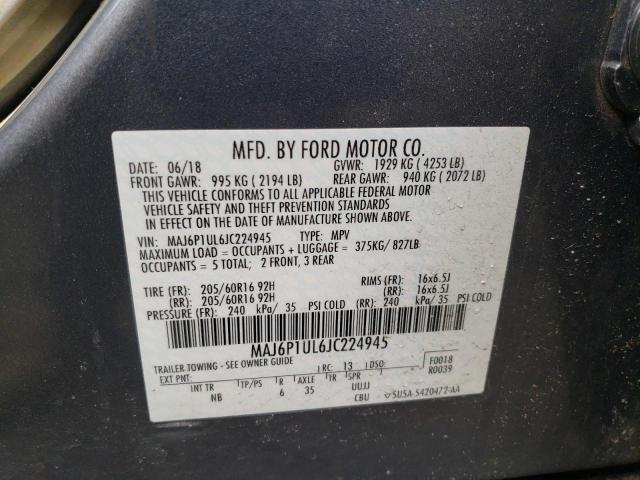 MFD. BY FORD MOTOR CO.
DATE: 06/18 GVWR: 1929 KG ( 4253 LB)
FRONT GAWR: 995 KG ( 2194 LB) REAR GAWR: 940 KG ( 2072 LB)
THIS VEHICLE CONFORMS TO ALL APPLICABLE FEDERAL MOTOR
VEHICLE SAFETY AND THEFT PREVENTION STANDARDS
IN EFFECT ON THE DATE OF MANUFACTURE SHOWN ABOVE.
VIN: MAJ6P1UL6JC224945 TYPE: MPV
MAXIMUM LOAD = OCCUPANTS + LUGGAGE = 375KG/ 827LB
OCCUPANTS = 5 TOTAL; 2 FRONT, 3 REAR
TIRE (FR): 205/60R16 92H RIMS (FR): 16x6.5J
(RR): 205/60R16 92H (RR): 16x6.5J
PRESSURE (FR): 240 kPa/ 35 PSI COLD (RR): 240 kPa/ 35 PSI COLD
MAJ6P1UL6JC224945
TRAILER TOWING - SEE OWNER GUIDE RC: 13 DSO: F0018
EXT PNT: R0039
INT TR TP/PS R AXLE TR SPR UUJJ
NB 6 35 CBU 5U5A-S420472-AA